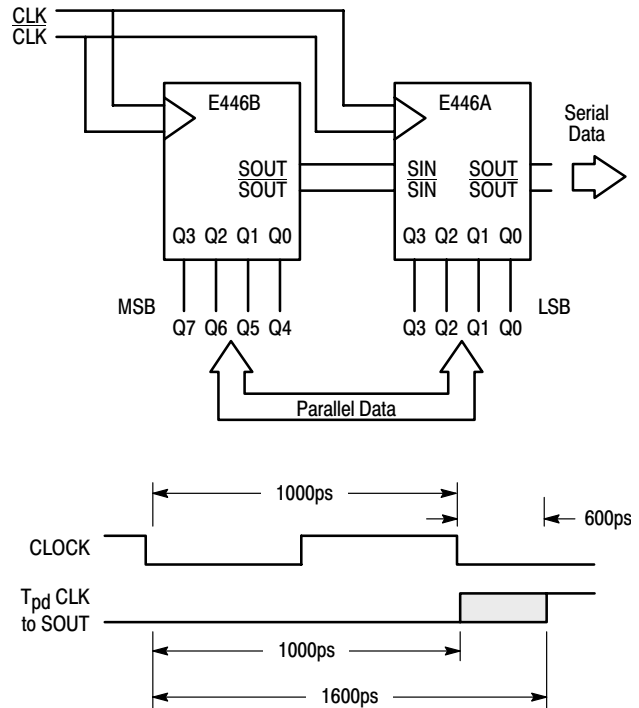 CLK
CLK
E446B
E446A
Serial
Data
SOUT
SOUT
SIN
SIN
SOUT
SOUT
Q3 Q2 Q1 Q0
Q3 Q2 Q1 Q0
MSB
LSB
Q7 Q6 Q5 Q4
Q3 Q2 Q1 Q0
Parallel Data
1000ps
600ps
CLOCK
Tpd CLK
to SOUT
1000ps
1600ps